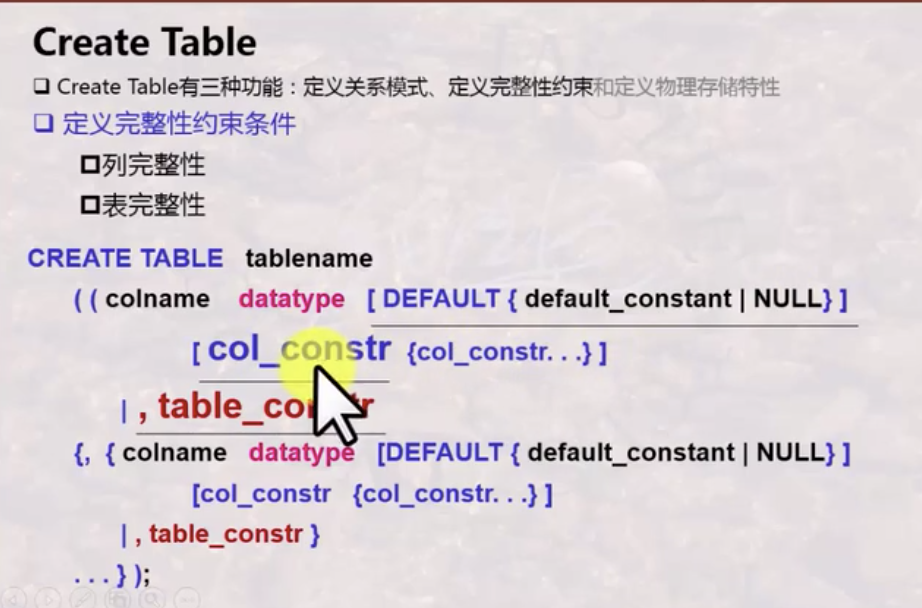 Create Table
❑ Create Table有三种功能：定义关系模式、定义完整性约束和定义物理存储特性
❑ 定义完整性约束条件
❑列完整性
❑表完整性
CREATE TABLE tablename
( ( colname datatype [ DEFAULT { default_constant | NULL} ]
[ col_constr {col_constr. . .} ]
| , table_constr
{, { colname datatype [DEFAULT { default_constant | NULL} ]
[col_constr {col_constr. . .} ]
| , table_constr }
. . . } );